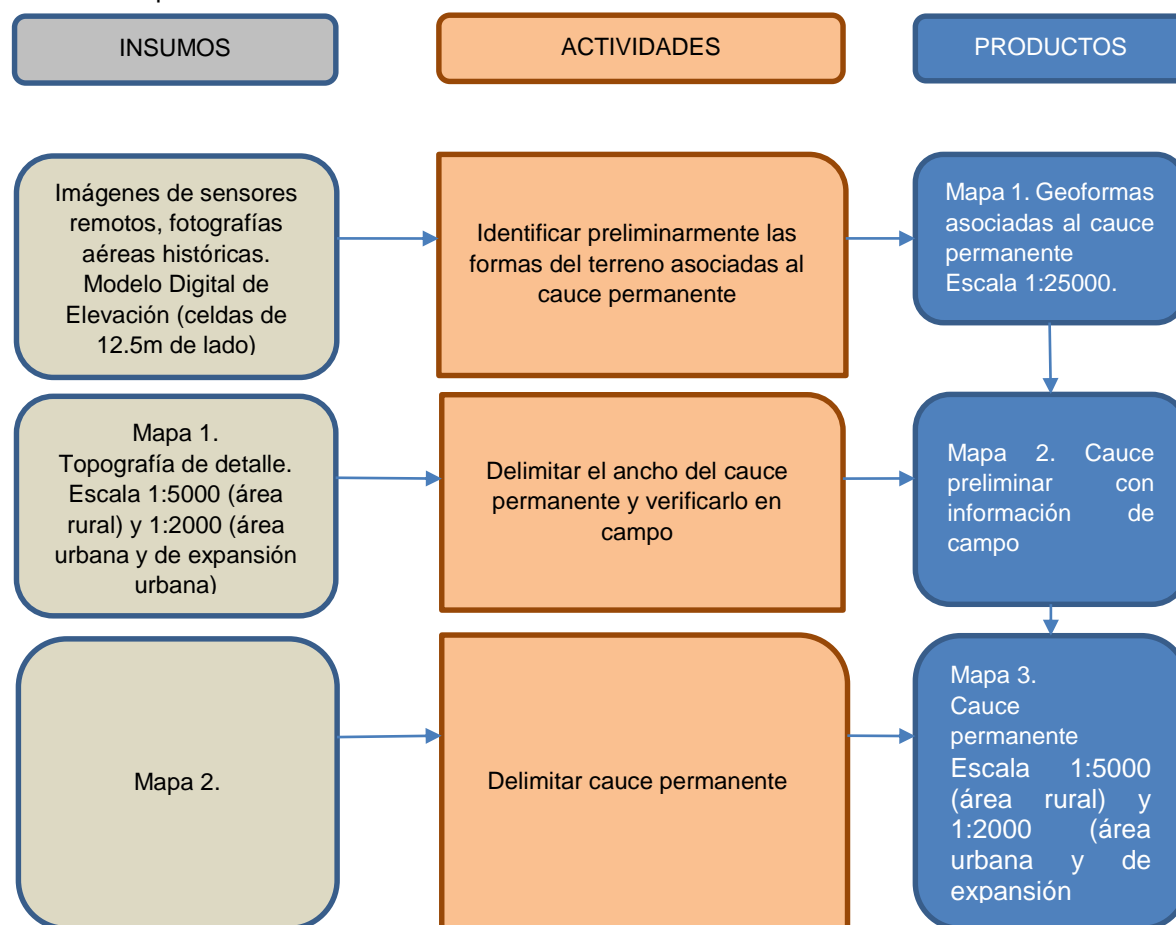 INSUMOS
ACTIVIDADES
PRODUCTOS
Imágenes de sensores
remotos, fotografías
aéreas históricas.
Modelo Digital de
Elevación (celdas de
12.5m de lado)
Identificar preliminarmente las
formas del terreno asociadas al
cauce permanente
Mapa 1. Geoformas
asociadas al cauce
permanente
Escala 1:25000.
Mapa 1.
Topografía de detalle.
Escala 1:5000 (área
rural) y 1:2000 (área
urbana y de expansión
urbana)
Delimitar el ancho del cauce
permanente y verificarlo en
campo
Mapa 2. Cauce
preliminar con
información de
campo
Mapa 2.
Delimitar cauce permanente
Mapa 3.
Cauce
permanente
Escala 1:5000
(área rural) y
1:2000 (área
urbana y de
expansión